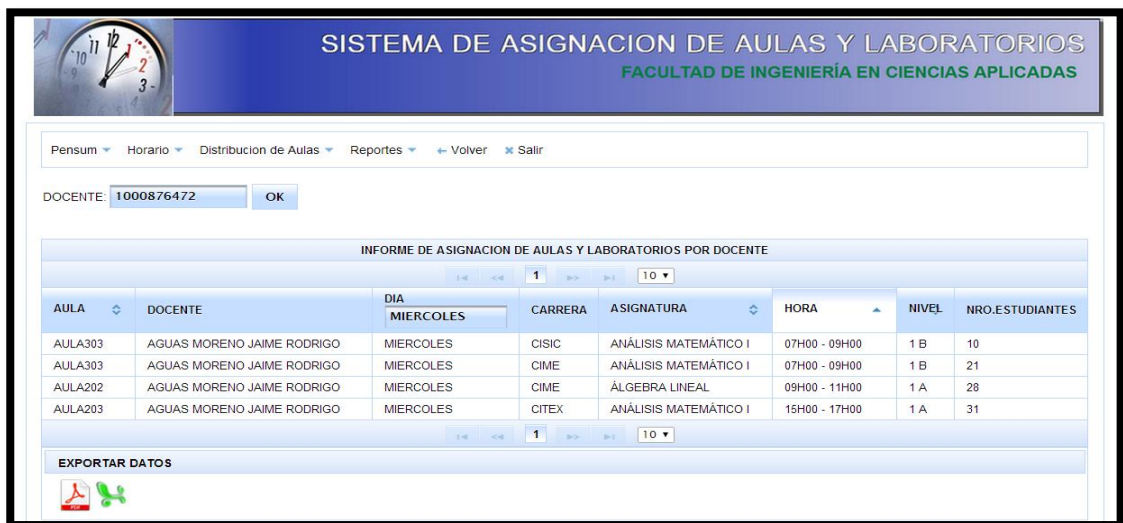 SISTEMA DE ASIGNACION DE AULAS Y LABORATORIOS
FACULTAD DE INGENIERÍA EN CIENCIAS APLICADAS
Pensum Horario Distribucion de Aulas Reportes Volver Salir
DOCENTE: 1000876472 OK
INFORME DE ASIGNACION DE AULAS Y LABORATORIOS POR DOCENTE
1 10
AULA DOCENTE DIA MIERCOLES CARRERA ASIGNATURA HORA NIVEL NRO.ESTUDIANTES
AULA303 AGUAS MORENO JAIME RODRIGO MIERCOLES CISIC ANÁLISIS MATEMÁTICO I 07H00 - 09H00 1 B 10
AULA303 AGUAS MORENO JAIME RODRIGO MIERCOLES CIME ANÁLISIS MATEMÁTICO I 07H00 - 09H00 1 B 21
AULA202 AGUAS MORENO JAIME RODRIGO MIERCOLES CIME ÁLGEBRA LINEAL 09H00 - 11H00 1 A 28
AULA203 AGUAS MORENO JAIME RODRIGO MIERCOLES CITEX ANÁLISIS MATEMÁTICO I 15H00 - 17H00 1 A 31
1 10
EXPORTAR DATOS
PDF